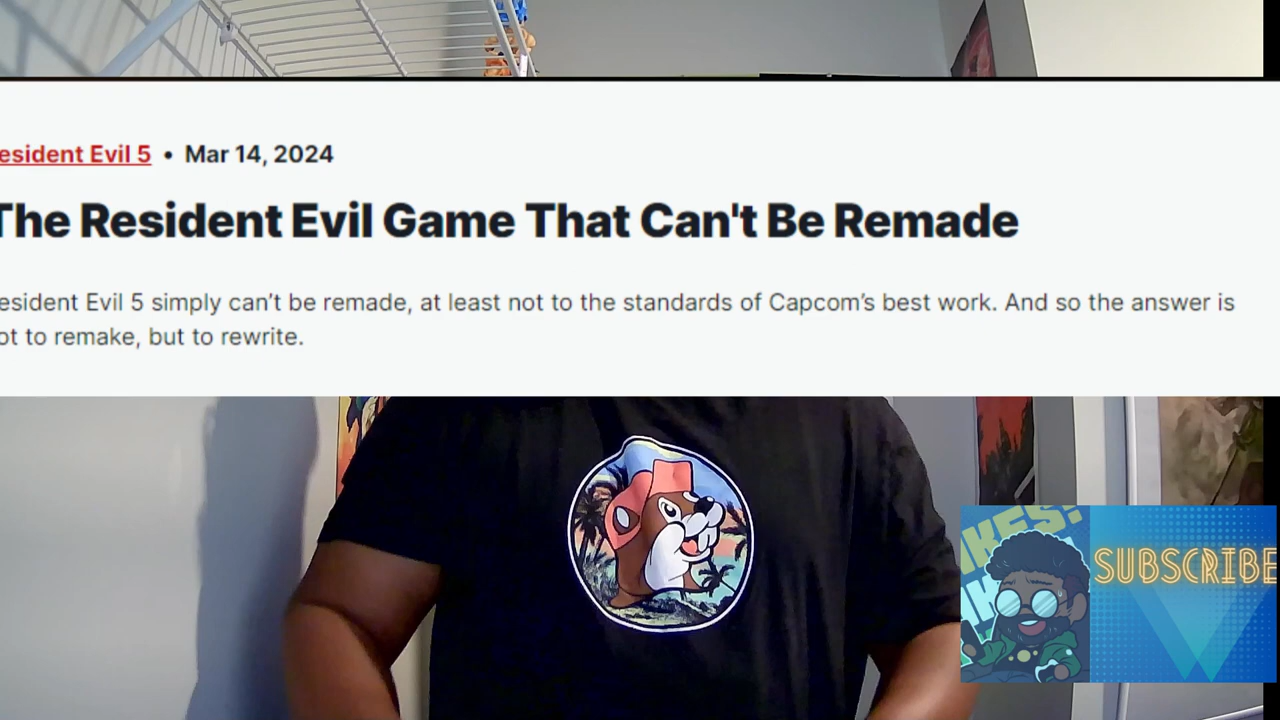 esident Evil 5 • Mar 14, 2024
The Resident Evil Game That Can't Be Remade
esident Evil 5 simply can’t be remade, at least not to the standards of Capcom’s best work. And so the answer is
ot to remake, but to rewrite.
IKES!
SUBSCRIBE